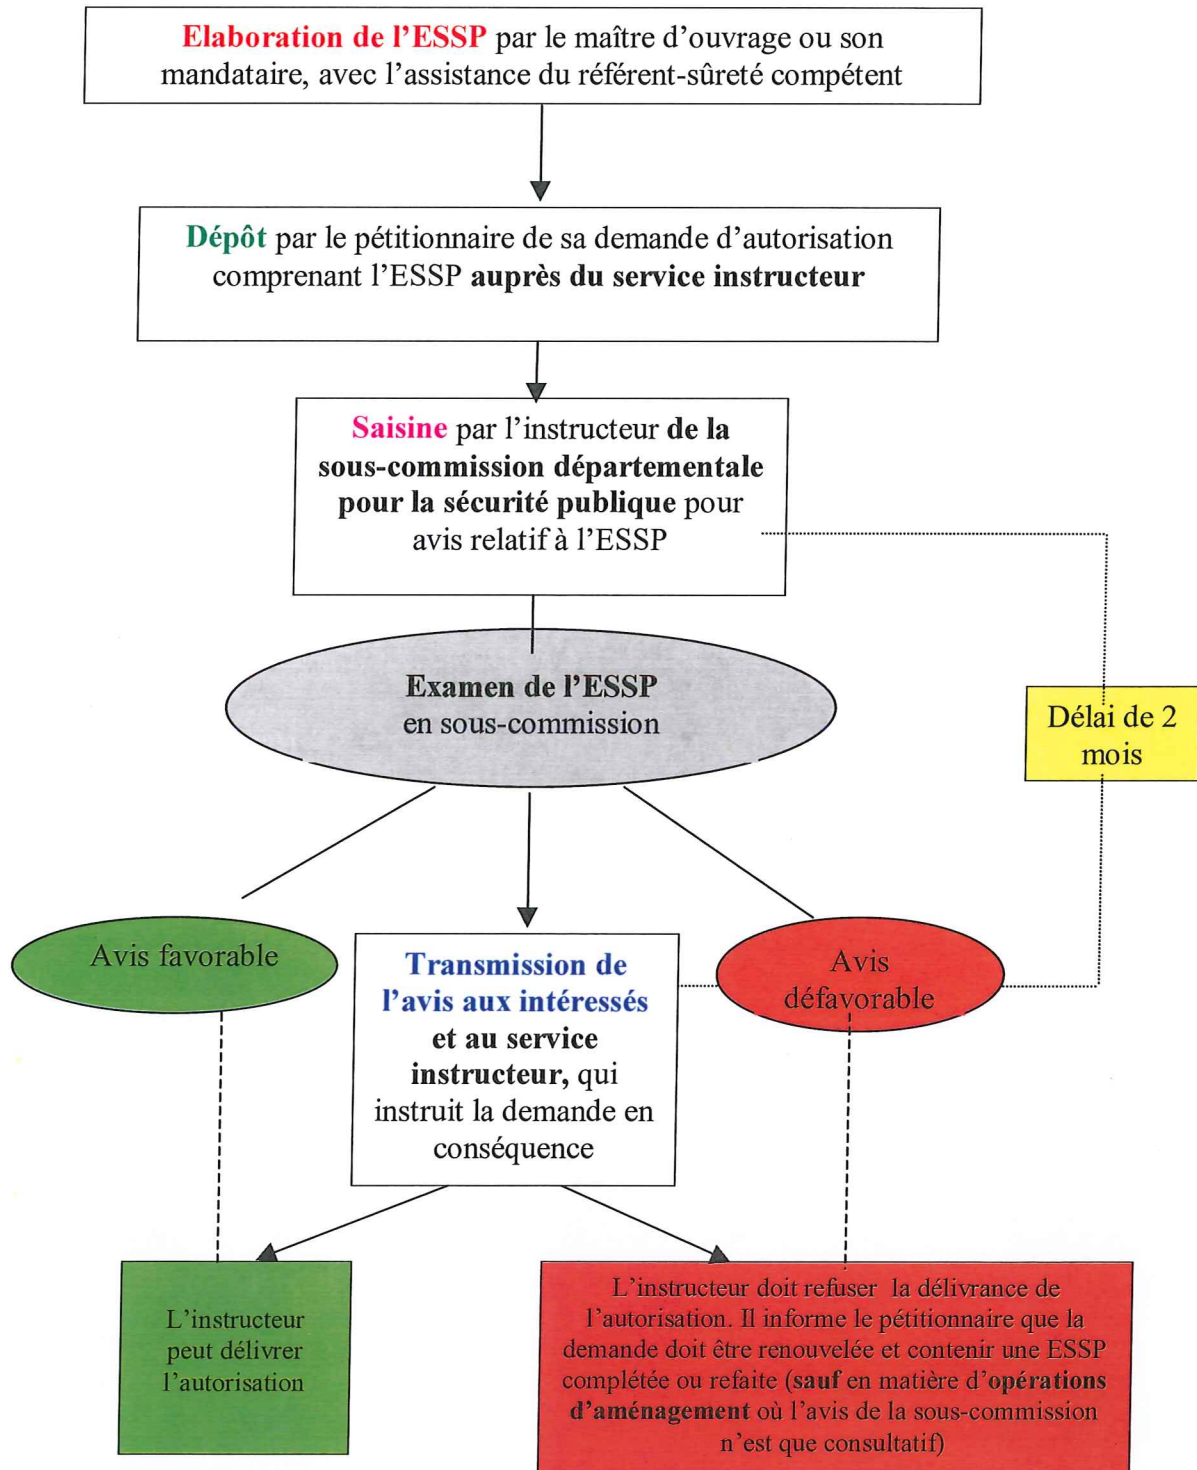 Elaboration de l’ESSP par le maître d’ouvrage ou son
mandataire, avec l’assistance du référent-sûreté compétent
Dépôt par le pétitionnaire de sa demande d’autorisation
comprenant l’ESSP auprès du service instructeur
Saisine par l’instructeur de la
sous-commission départementale
pour la sécurité publique pour
avis relatif à l’ESSP
Examen de l’ESSP
en sous-commission
Délai de 2
mois
Avis favorable
Transmission de
l’avis aux intéressés
et au service
instructeur, qui
instruit la demande en
conséquence
Avis
défavorable
L’instructeur
peut délivrer
l’autorisation
L’instructeur doit refuser la délivrance de
l’autorisation. Il informe le pétitionnaire que la
demande doit être renouvelée et contenir une ESSP
complétée ou refaite (sauf en matière d’opérations
d’aménagement où l’avis de la sous-commission
n’est que consultatif)